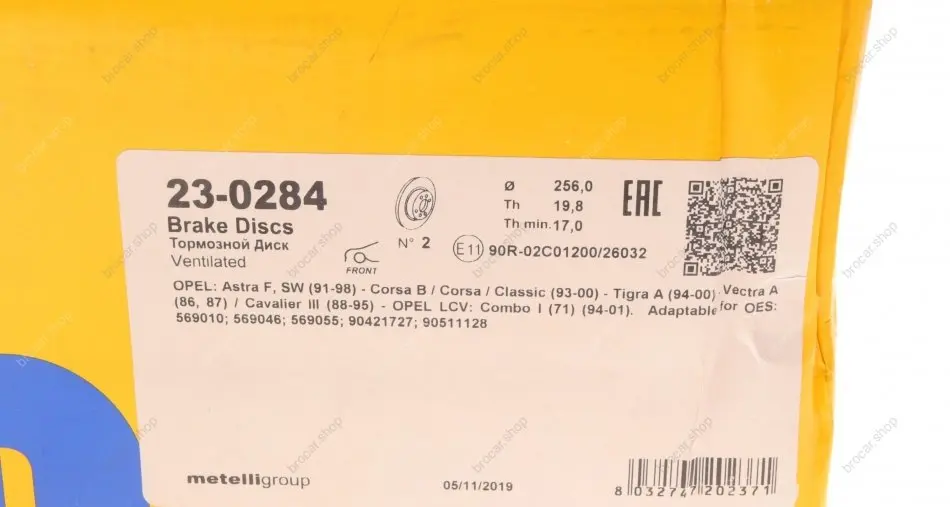 23-0284
Brake Discs
Тормозной Диск
Ventilated
FRONT
N° 2
Ø 256,0
Th 19,8
Th min. 17,0
E11 90R-02C01200/26032
EAC
OPEL: Astra F, SW (91-98) - Corsa B / Corsa / Classic (93-00) - Tigra A (94-00) Vectra A
(86, 87) / Cavalier III (88-95) - OPEL LCV: Combo I (71) (94-01). Adaptable for OES:
569010; 569046; 569055; 90421727; 90511128
metelligroup
05/11/2019
8 032747 202371
brocar.shop